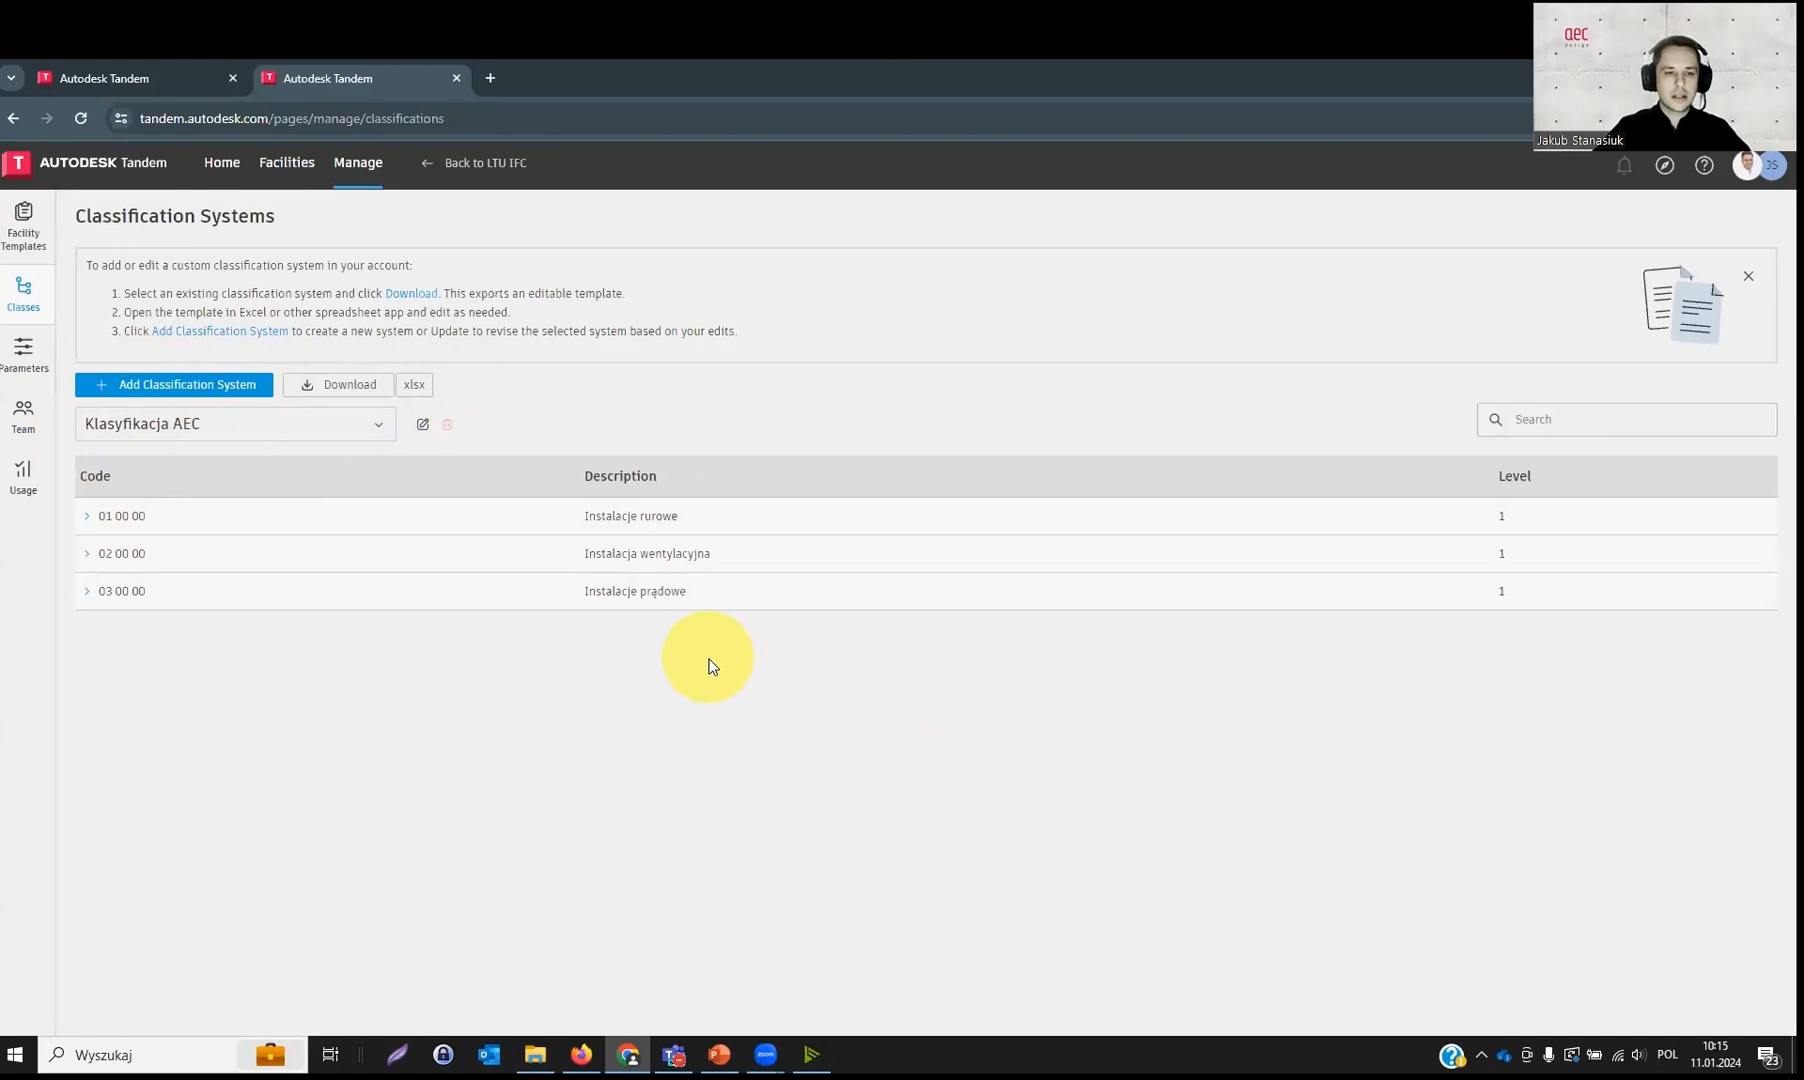 aec
design
Jakub Stanasiuk
Autodesk Tandem
Autodesk Tandem
tandem.autodesk.com/pages/manage/classifications
T AUTODESK Tandem
Home
Facilities
Manage
Back to LTU IFC
JS
Facility
Templates
Classes
Parameters
Team
Usage
Classification Systems
To add or edit a custom classification system in your account:
1. Select an existing classification system and click Download. This exports an editable template.
2. Open the template in Excel or other spreadsheet app and edit as needed.
3. Click Add Classification System to create a new system or Update to revise the selected system based on your edits.
+ Add Classification System
Download
xlsx
Klasyfikacja AEC
Search
Code Description Level
01 00 00 Instalacje rurowe 1
02 00 00 Instalacja wentylacyjna 1
03 00 00 Instalacje prądowe 1
Wyszukaj
zoom
POL
10:15
11.01.2024
23